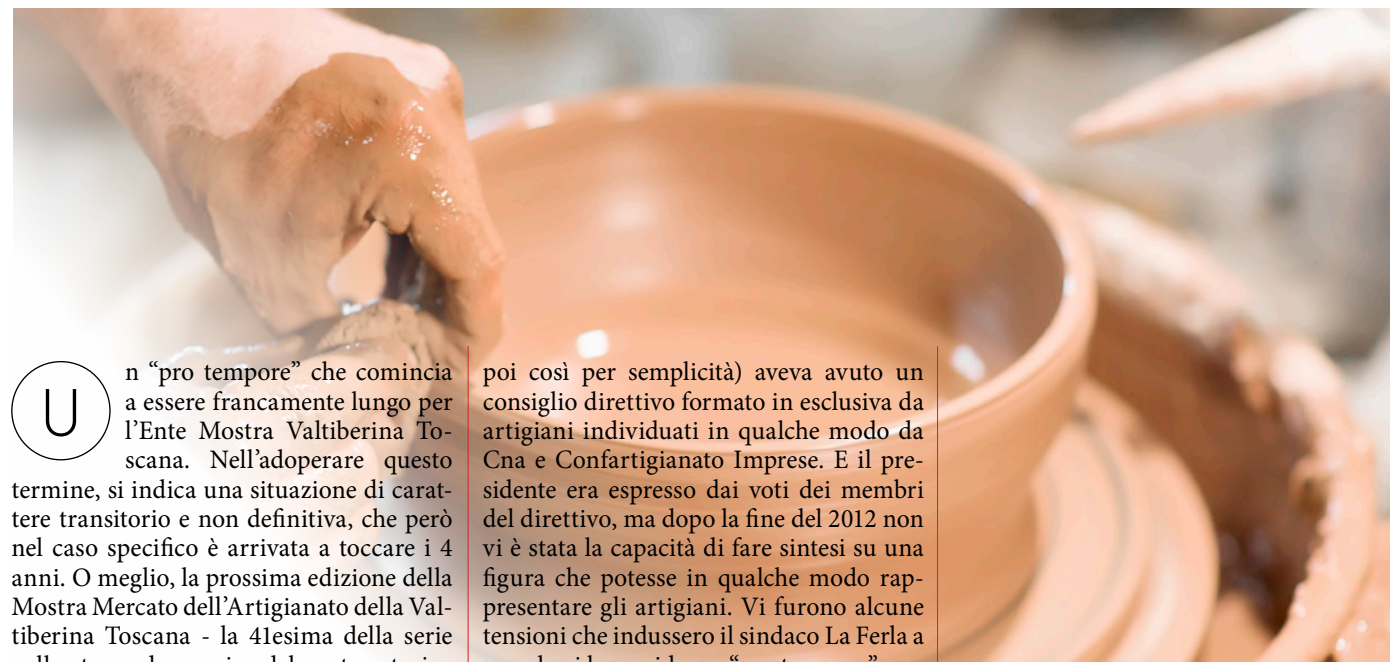 Un “pro tempore” che comincia
a essere francamente lungo per
l’Ente Mostra Valtiberina To-
scana. Nell’adoperare questo
termine, si indica una situazione di carat-
tere transitorio e non definitiva, che però
nel caso specifico è arrivata a toccare i 4
anni. O meglio, la prossima edizione della
Mostra Mercato dell’Artigianato della Val-
tiberina Toscana - la 41esima della serie
poi così per semplicità) aveva avuto un
consiglio direttivo formato in esclusiva da
artigiani individuati in qualche modo da
Cna e Confartigianato Imprese. E il pre-
sidente era espresso dai voti dei membri
del direttivo, ma dopo la fine del 2012 non
vi è stata la capacità di fare sintesi su una
figura che potesse in qualche modo rap-
presentare gli artigiani. Vi furono alcune
tensioni che indussero il sindaco La Ferla a